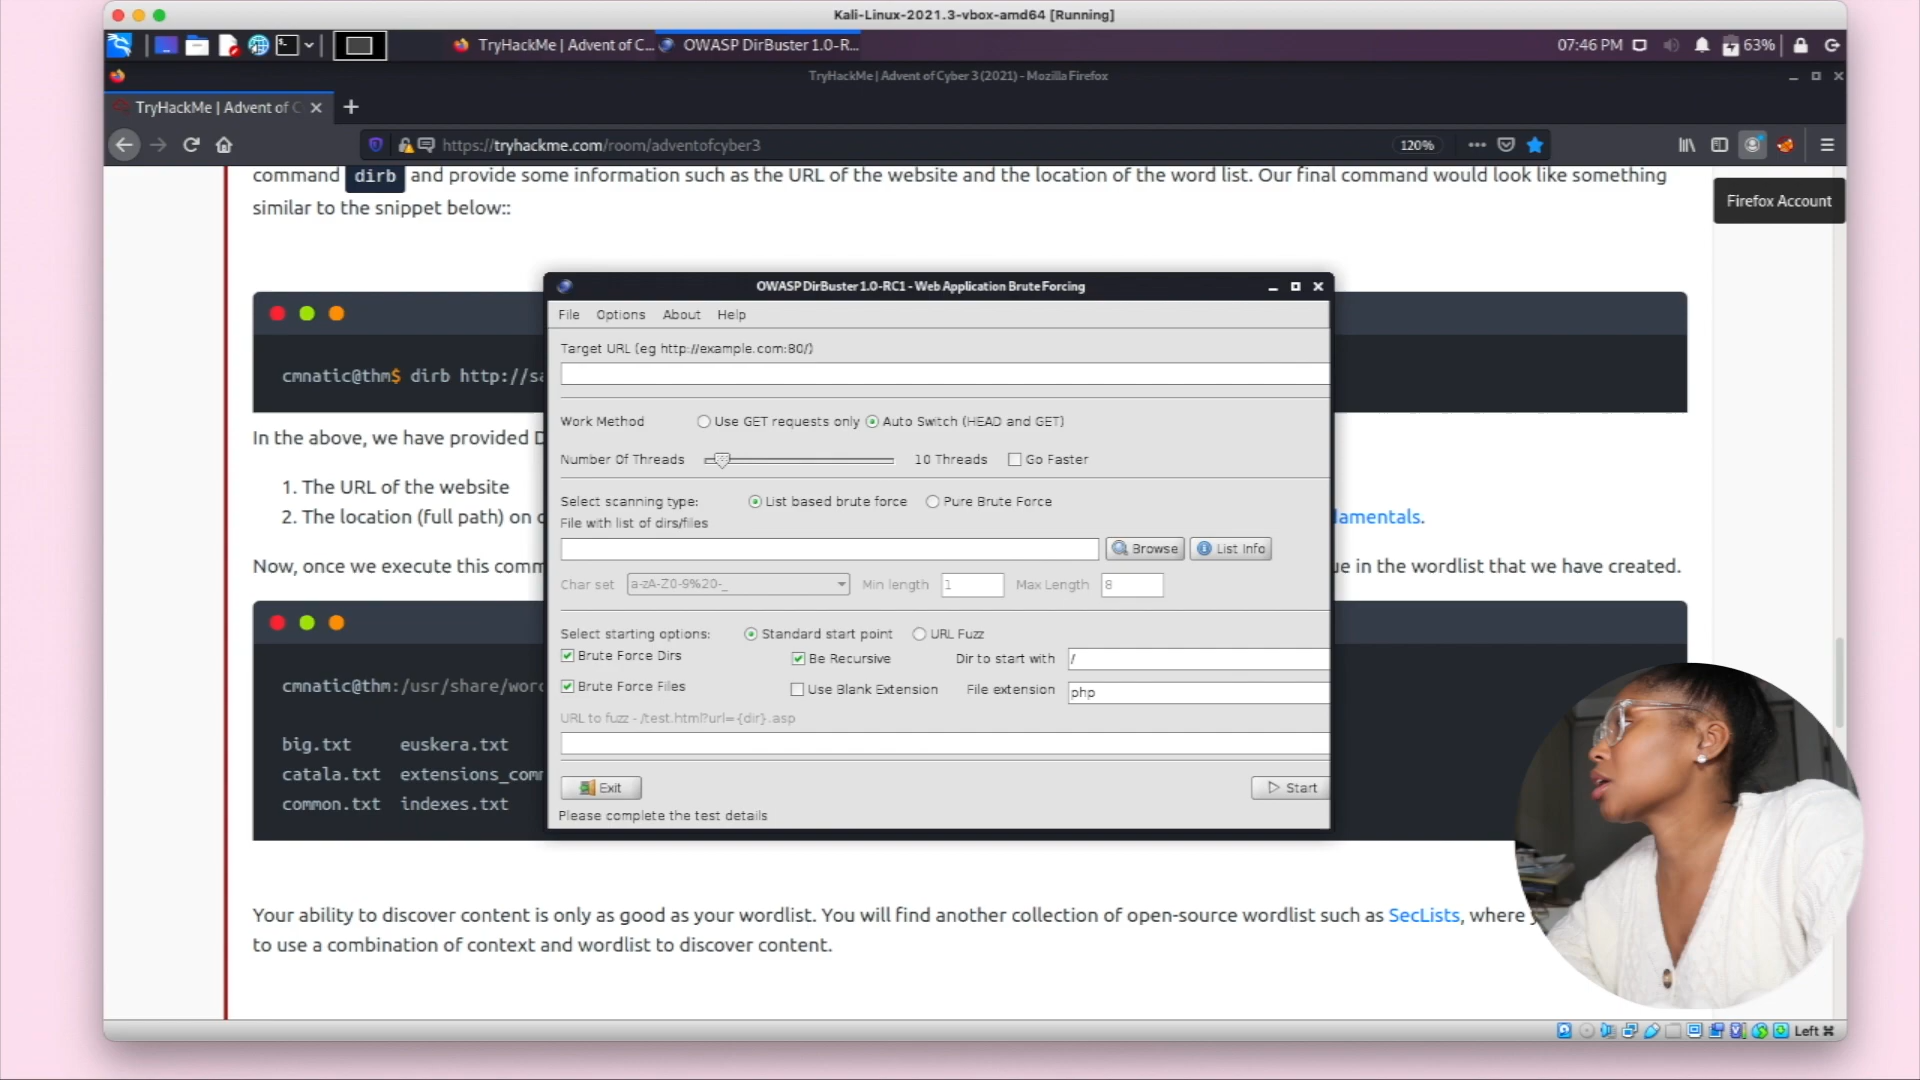 Kali-Linux-2021.3-vbox-amd64 [Running]
TryHackMe | Advent of C...
OWASP DirBuster 1.0-R...
07:46 PM
63%
TryHackMe | Advent of Cyber 3 (2021) - Mozilla Firefox
TryHackMe | Advent of C
https://tryhackme.com/room/adventofcyber3
120%
Firefox Account
command dirb and provide some information such as the URL of the website and the location of the word list. Our final command would look like something
similar to the snippet below::
cmnatic@thm$ dirb http://sa
In the above, we have provided D
1. The URL of the website
2. The location (full path) on
amentals.
Now, once we execute this comm
ue in the wordlist that we have created.
cmnatic@thm:/usr/share/word
big.txt euskera.txt
catala.txt extensions_comm
common.txt indexes.txt
Your ability to discover content is only as good as your wordlist. You will find another collection of open-source wordlist such as SecLists, where
to use a combination of context and wordlist to discover content.
OWASP DirBuster 1.0-RC1 - Web Application Brute Forcing
File Options About Help
Target URL (eg http://example.com:80/)
Work Method Use GET requests only Auto Switch (HEAD and GET)
Number Of Threads 10 Threads Go Faster
Select scanning type: List based brute force Pure Brute Force
File with list of dirs/files
Browse List Info
Char set a-zA-Z0-9%20-_ Min length 1 Max Length 8
Select starting options: Standard start point URL Fuzz
Brute Force Dirs Be Recursive Dir to start with /
Brute Force Files Use Blank Extension File extension php
URL to fuzz - /test.html?url={dir}.asp
Exit Start
Please complete the test details
Left ⌘